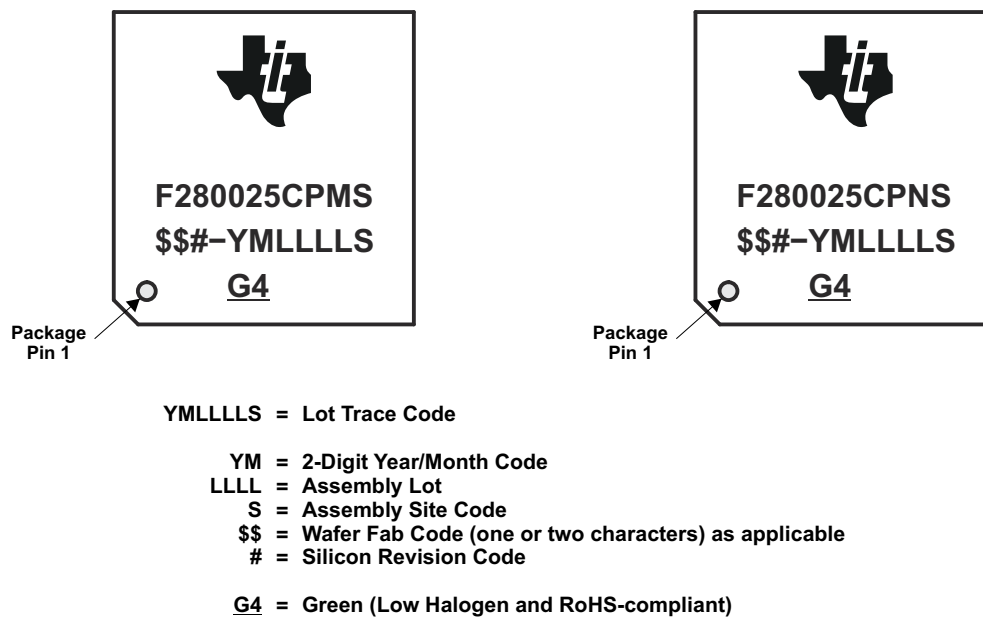 F280025CPMS
$$#−YMLLLLS
G4
Package
Pin 1
F280025CPNS
$$#−YMLLLLS
G4
Package
Pin 1
YMLLLLS = Lot Trace Code
YM = 2-Digit Year/Month Code
LLLL = Assembly Lot
S = Assembly Site Code
$$ = Wafer Fab Code (one or two characters) as applicable
# = Silicon Revision Code
G4 = Green (Low Halogen and RoHS-compliant)